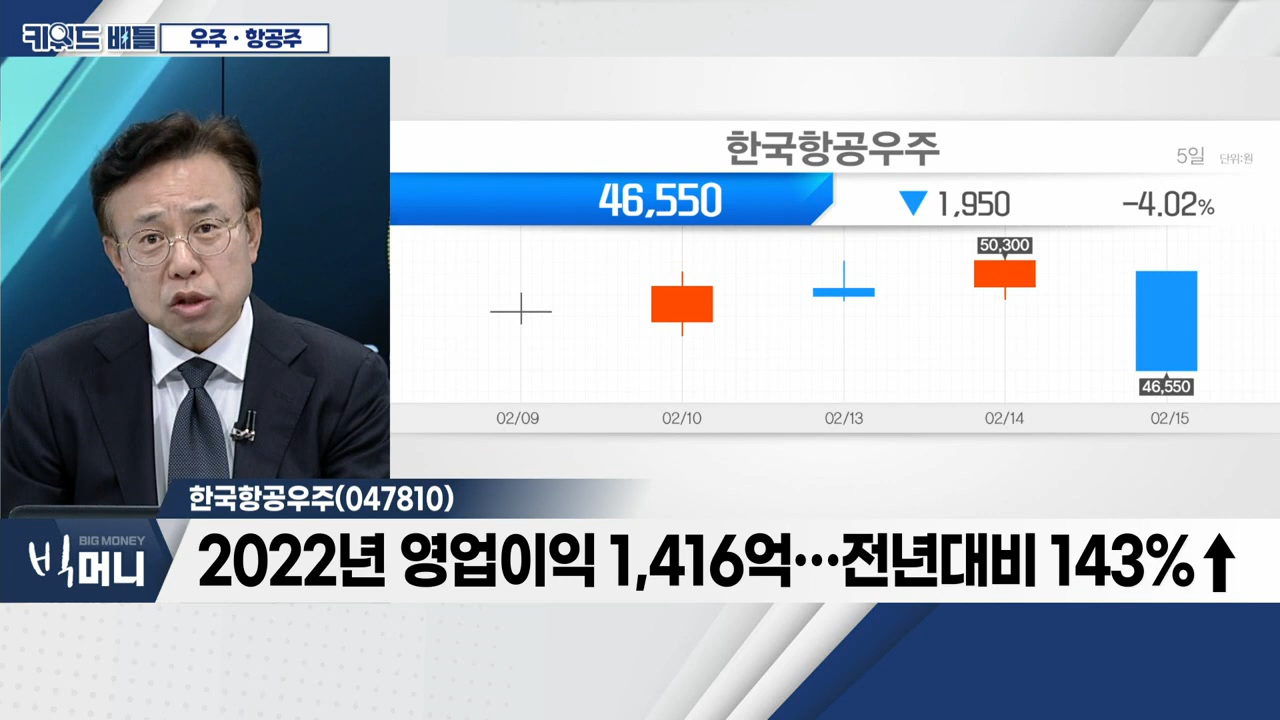 키워드 배틀
우주·항공주
한국항공우주
5일 단위:원
46,550 ▼ 1,950 -4.02%
50,300
46,550
02/09 02/10 02/13 02/14 02/15
한국항공우주(047810)
BIG MONEY
빅머니
2022년 영업이익 1,416억…전년대비 143%↑